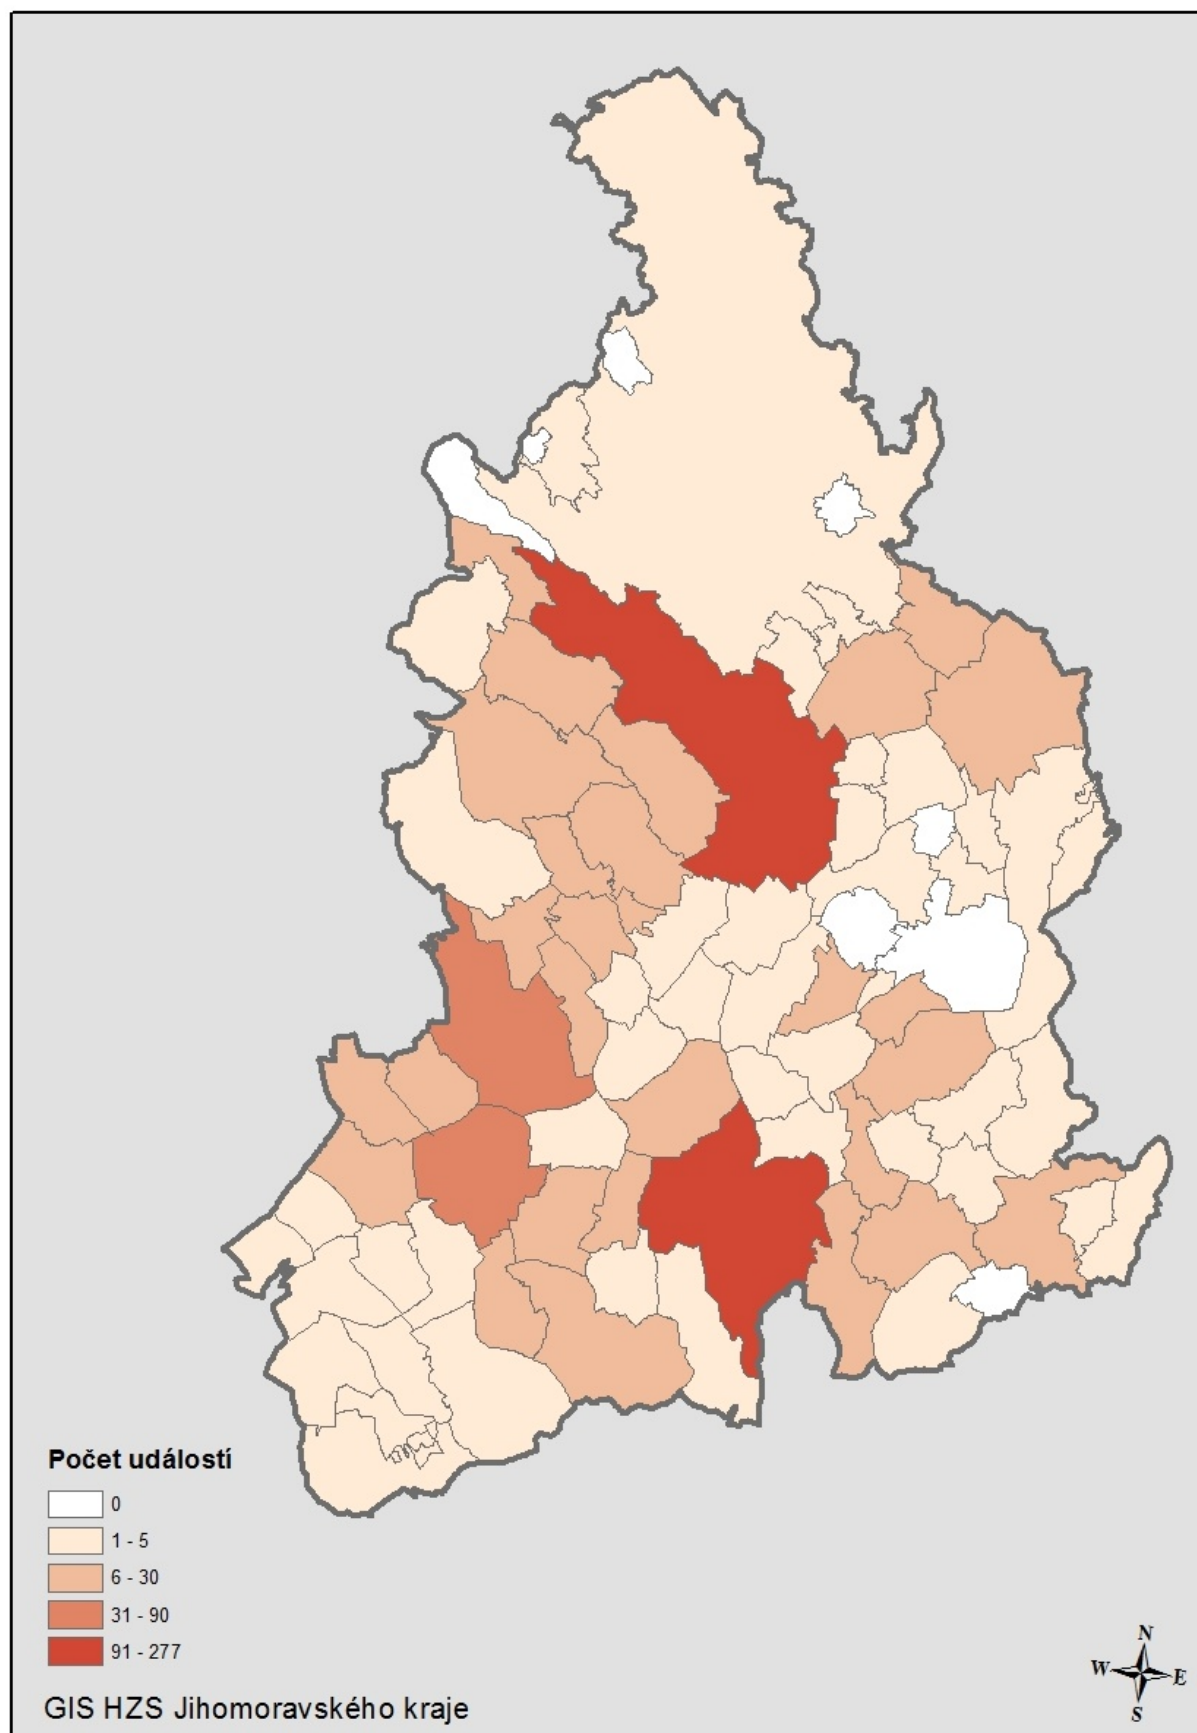 Počet událostí
0
1 - 5
6 - 30
31 - 90
91 - 277
GIS HZS Jihomoravského kraje
N
W E
S